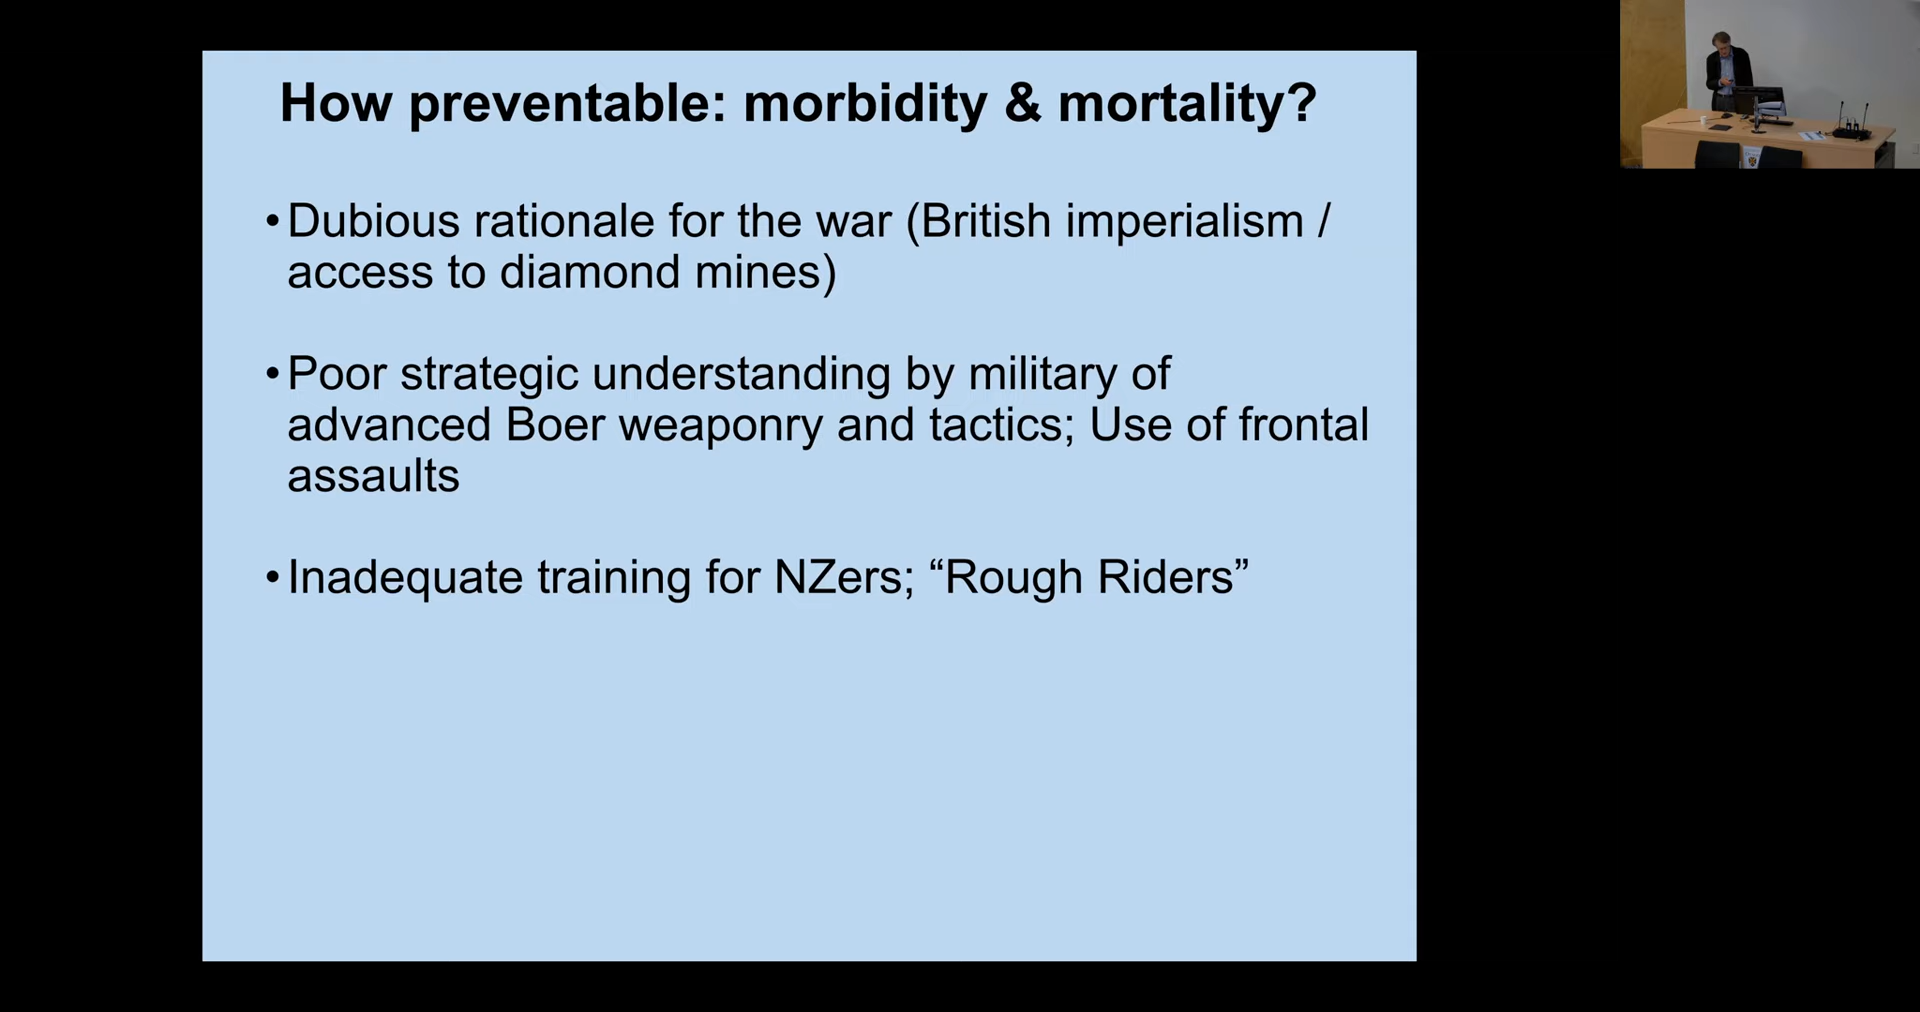 How preventable: morbidity & mortality?
•Dubious rationale for the war (British imperialism /
access to diamond mines)
•Poor strategic understanding by military of
advanced Boer weaponry and tactics; Use of frontal
assaults
•Inadequate training for NZers; “Rough Riders”